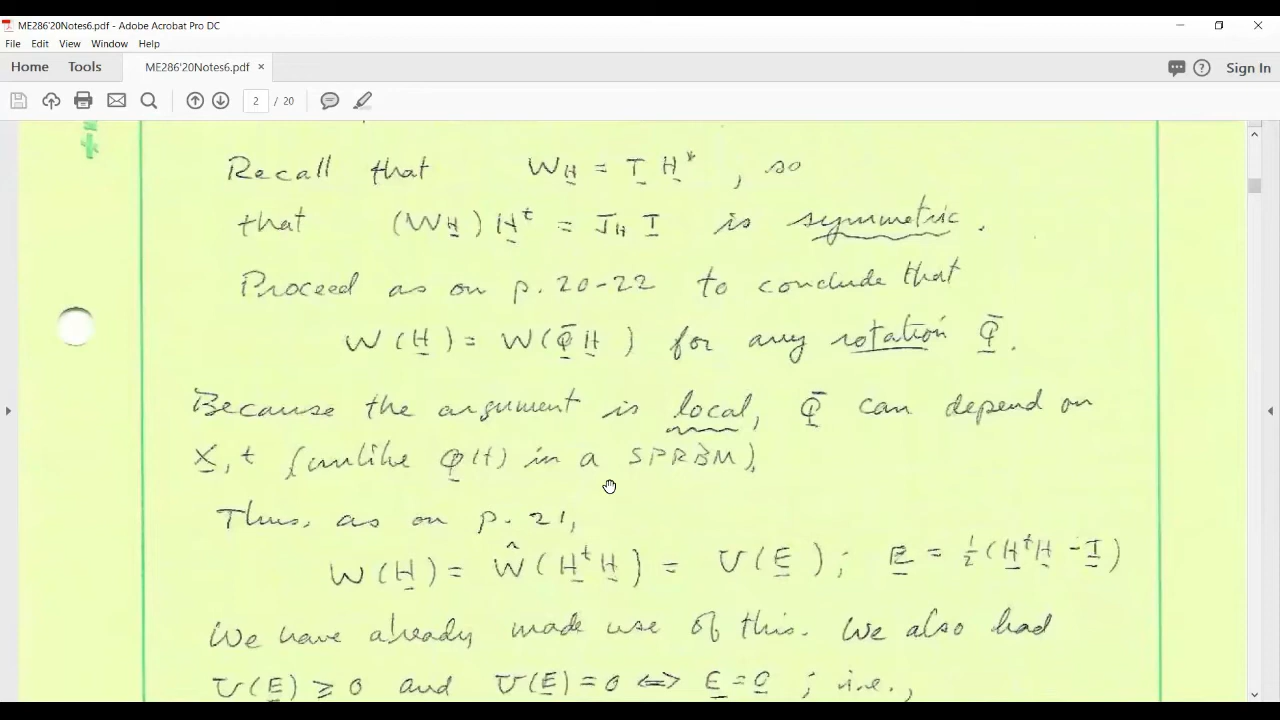 ME286'20Notes6.pdf - Adobe Acrobat Pro DC
File Edit View Window Help
Home Tools ME286'20Notes6.pdf × Sign In
2 / 20
Recall that W_H = T H*, so
that (W_H) Hᵗ = J_H T is symmetric.
Proceed as on p. 20-22 to conclude that
W(H) = W(Q̄H) for any rotation Q̄.
Because the argument is local, Q̄ can depend on
X, t (unlike Q(t) in a SPRBM).
Thus, as on p. 21,
W(H) = Ŵ(HᵗH) = U(E); E = ½(HᵗH - I)
We have already made use of this. We also had
U(E) ≥ 0 and U(E) = 0 ⟺ E = 0; i.e.,